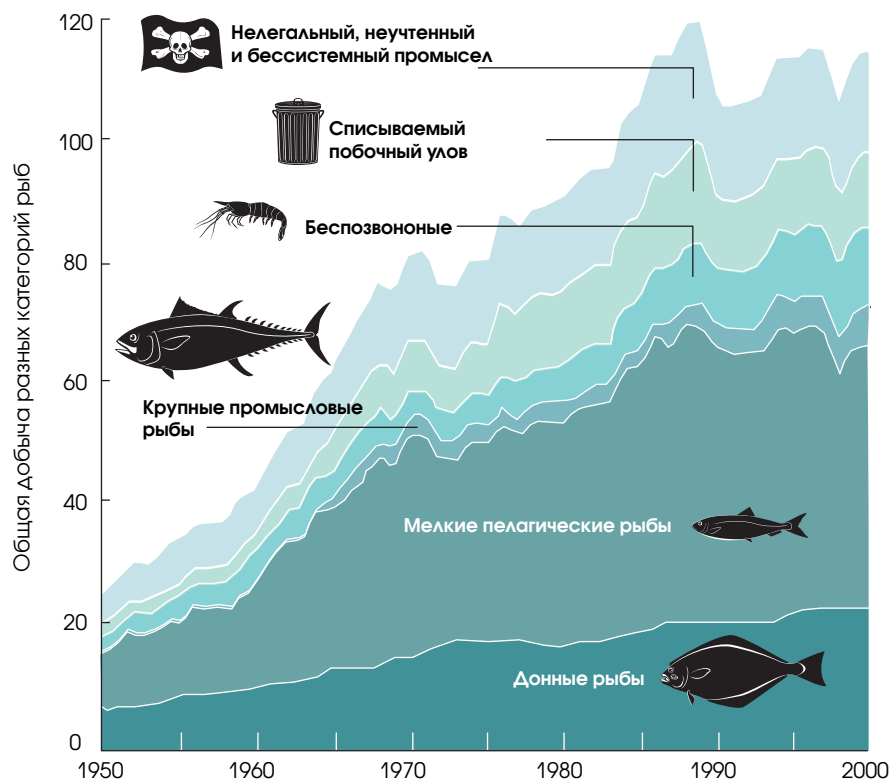 Общая добыча разных категорий рыб
120
100
80
60
40
20
0
Нелегальный, неучтенный
и бессистемный промысел
Списываемый
побочный улов
Беспозвононые
Крупные промысловые
рыбы
Мелкие пелагические рыбы
Донные рыбы
1950
1960
1970
1980
1990
2000